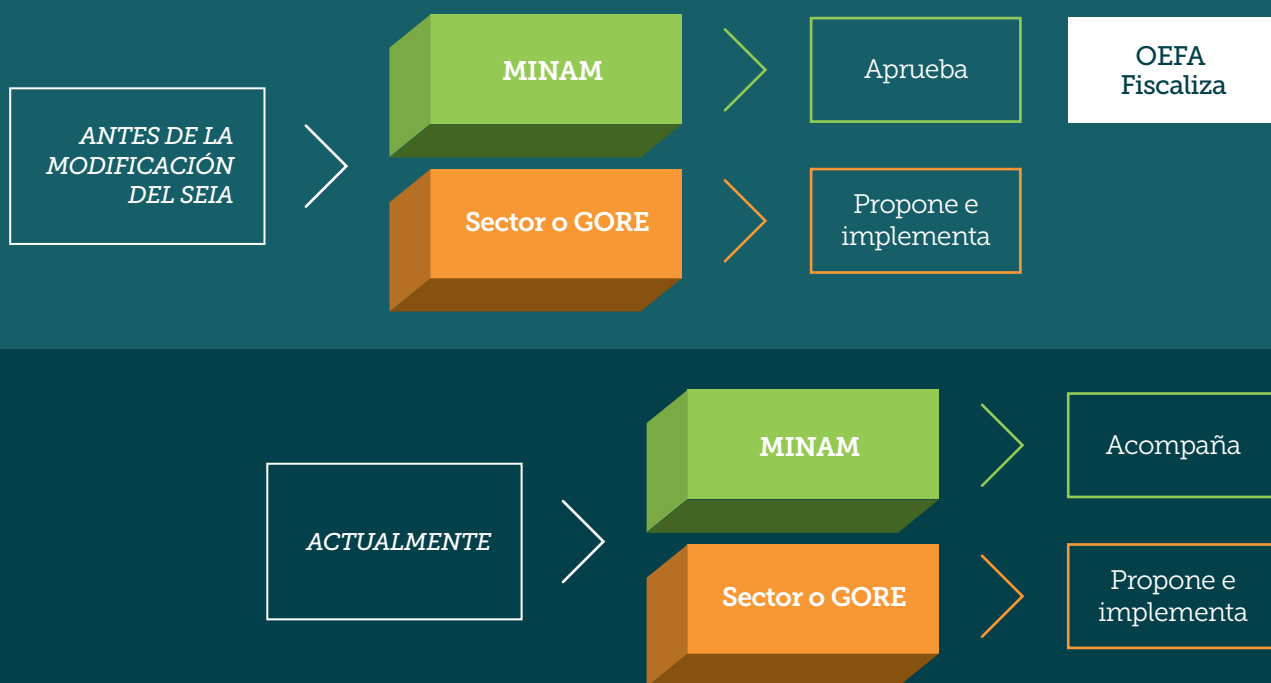 ANTES DE LA
MODIFICACIÓN
DEL SEIA
MINAM
Aprueba
OEFA
Fiscaliza
Sector o GORE
Propone e
implementa
ACTUALMENTE
MINAM
Acompaña
Sector o GORE
Propone e
implementa